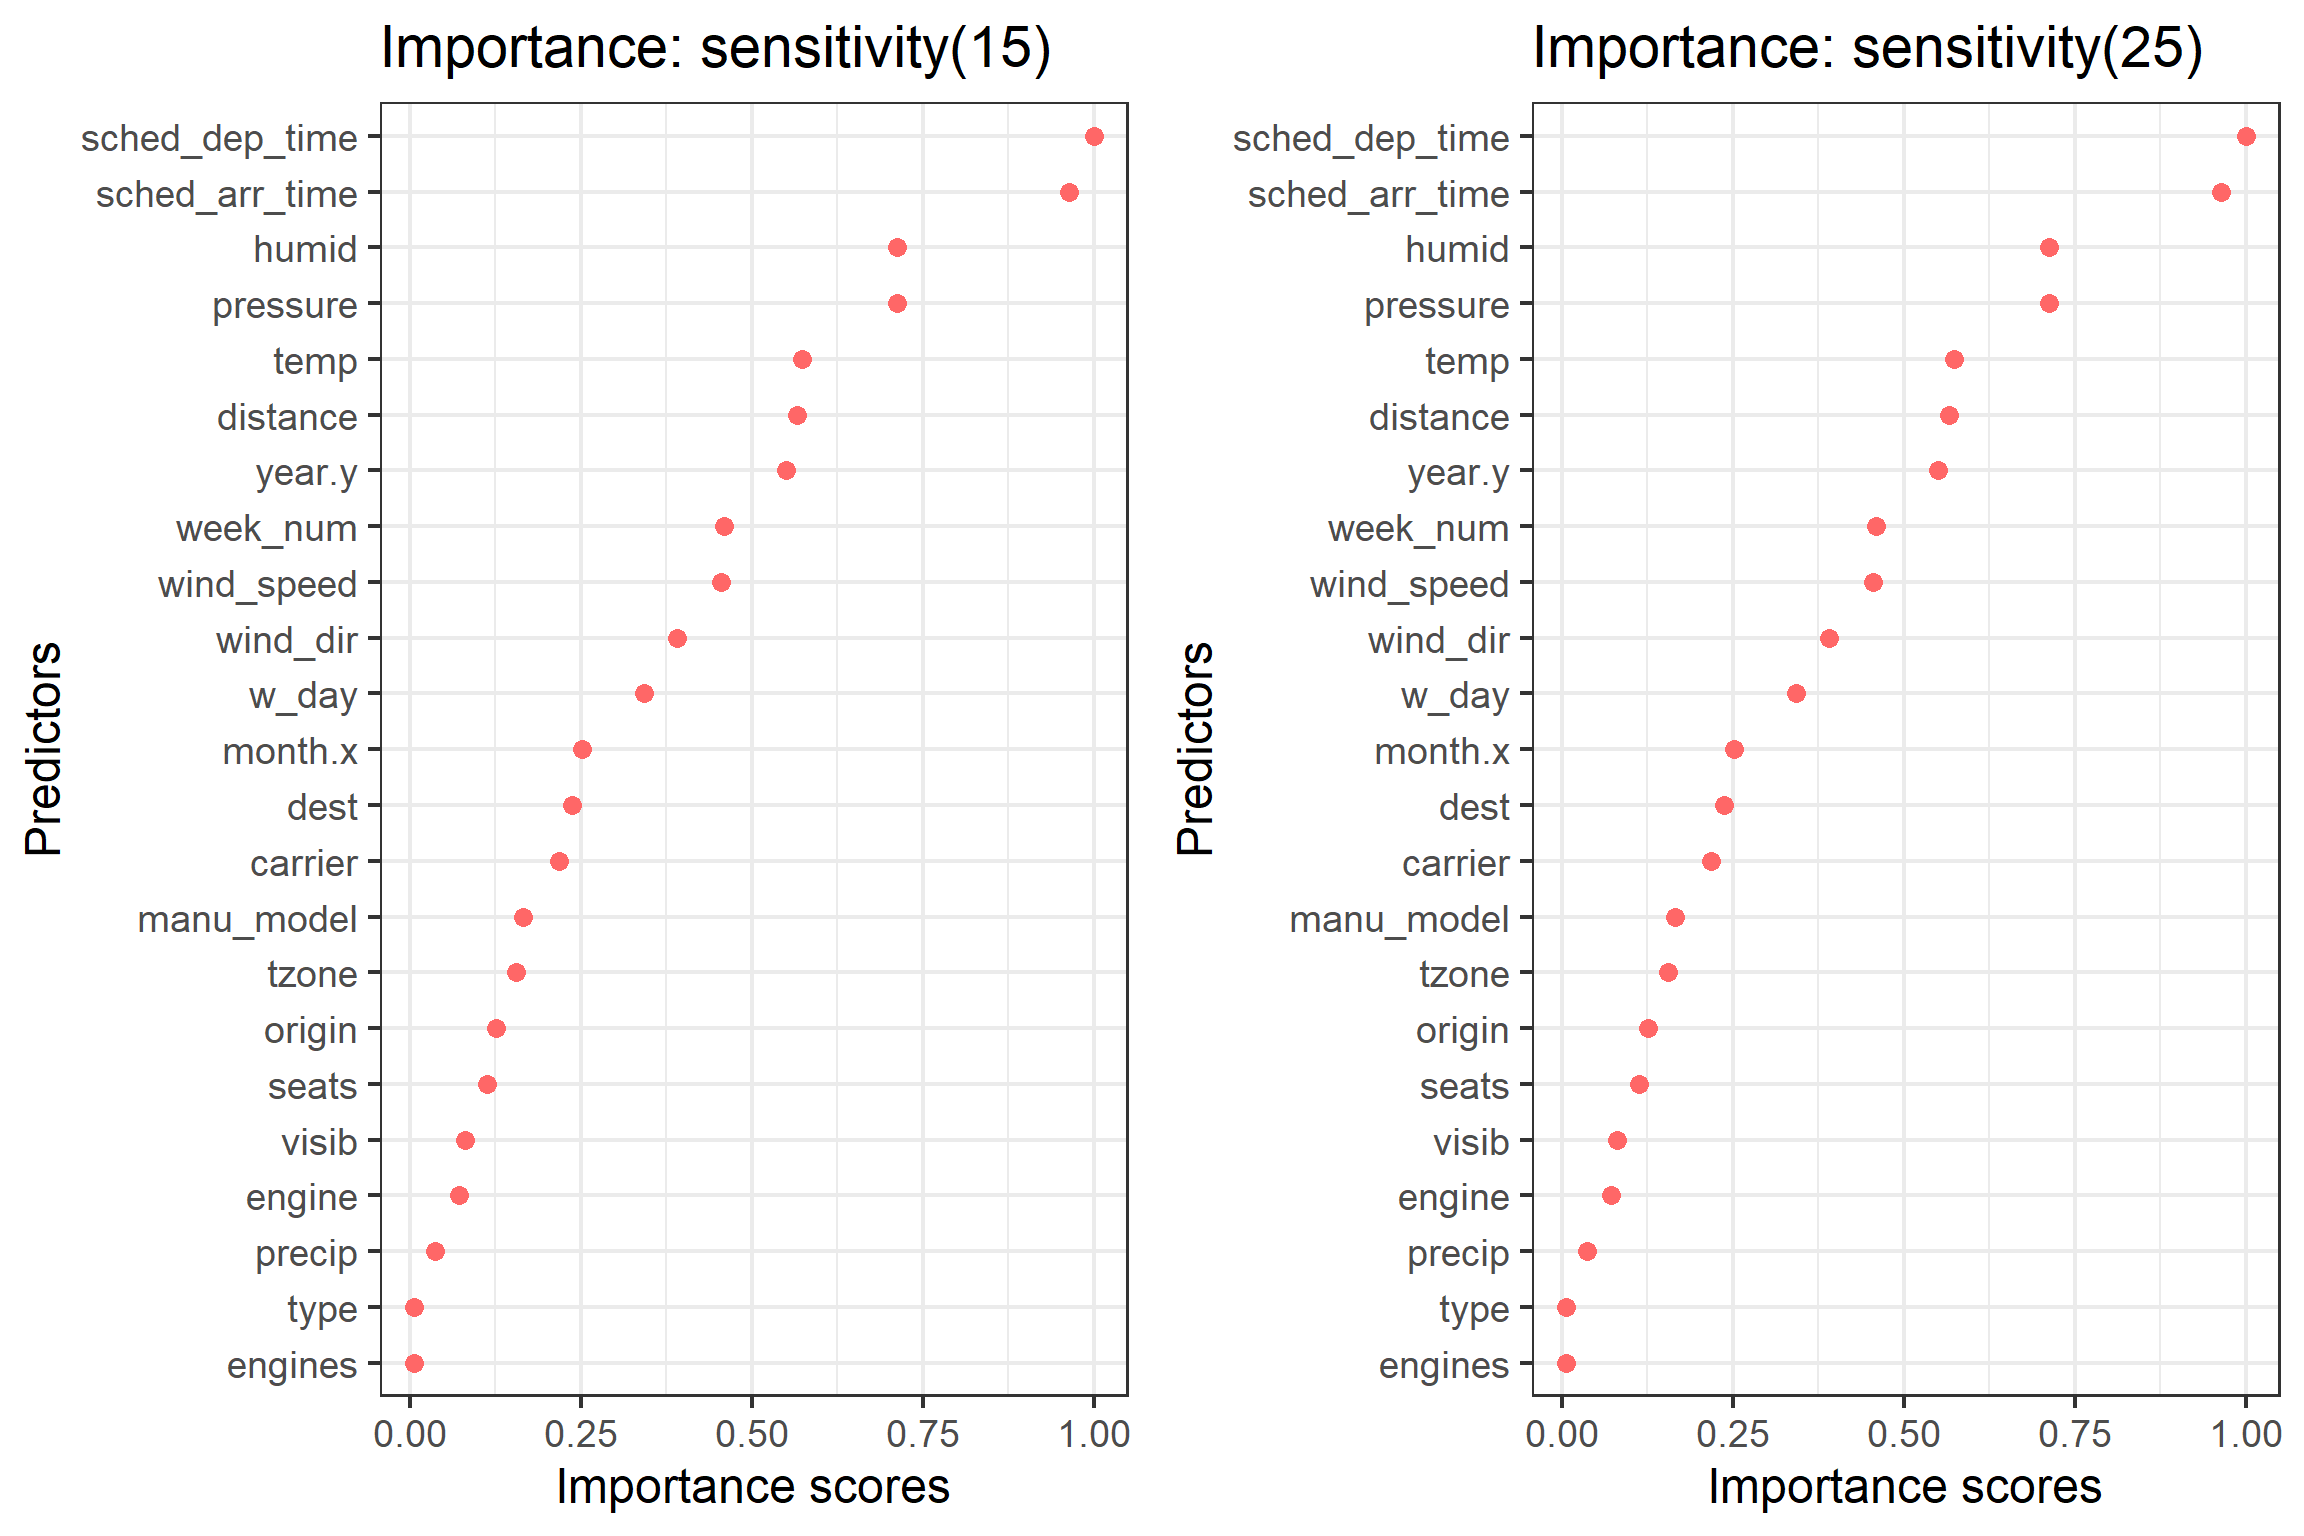 Importance: sensitivity(15)
sched_dep_time
sched_arr_time
humid
pressure
temp
distance
year.y
week_num
wind_speed
wind_dir
w_day
month.x
dest
carrier
manu_model
tzone
origin
seats
visib
engine
precip
type
engines
Predictors
0.00 0.25 0.50 0.75 1.00
Importance scores
Importance: sensitivity(25)
sched_dep_time
sched_arr_time
humid
pressure
temp
distance
year.y
week_num
wind_speed
wind_dir
w_day
month.x
dest
carrier
manu_model
tzone
origin
seats
visib
engine
precip
type
engines
Predictors
0.00 0.25 0.50 0.75 1.00
Importance scores